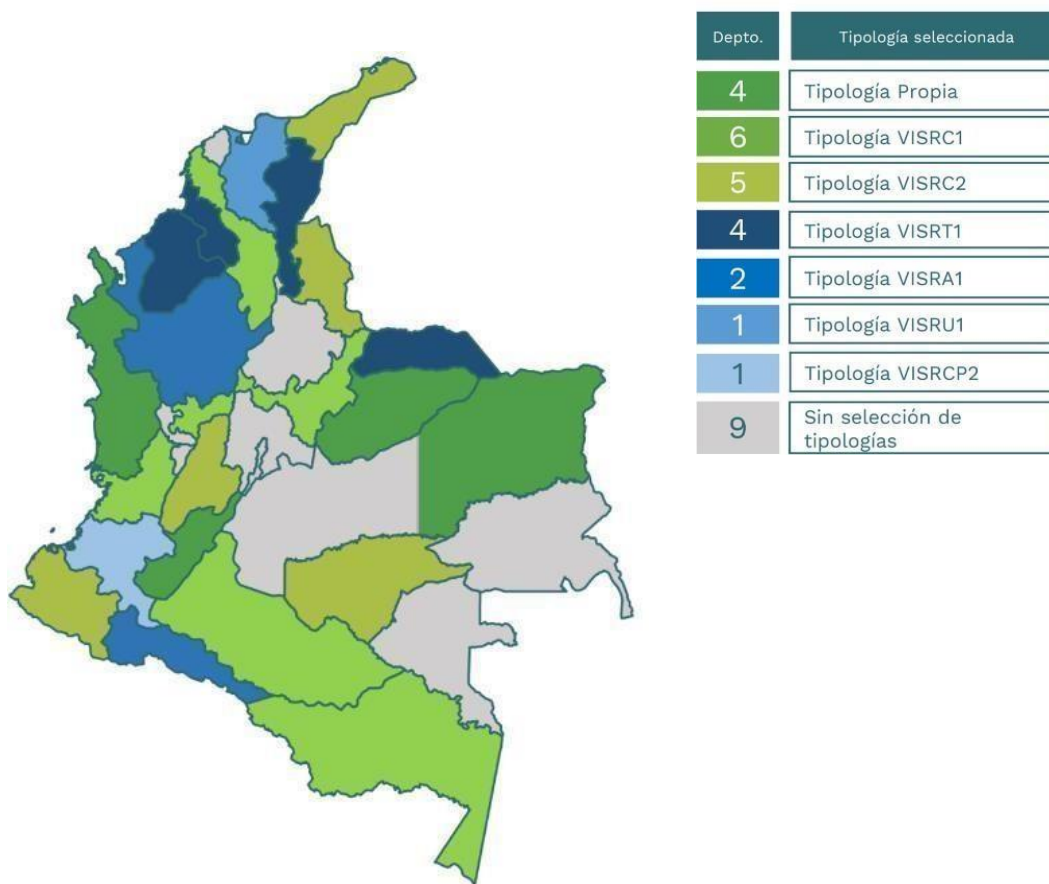 Depto. Tipología seleccionada
4 Tipología Propia
6 Tipología VISRC1
5 Tipología VISRC2
4 Tipología VISRT1
2 Tipología VISRA1
1 Tipología VISRU1
1 Tipología VISRCP2
9 Sin selección de
tipologías